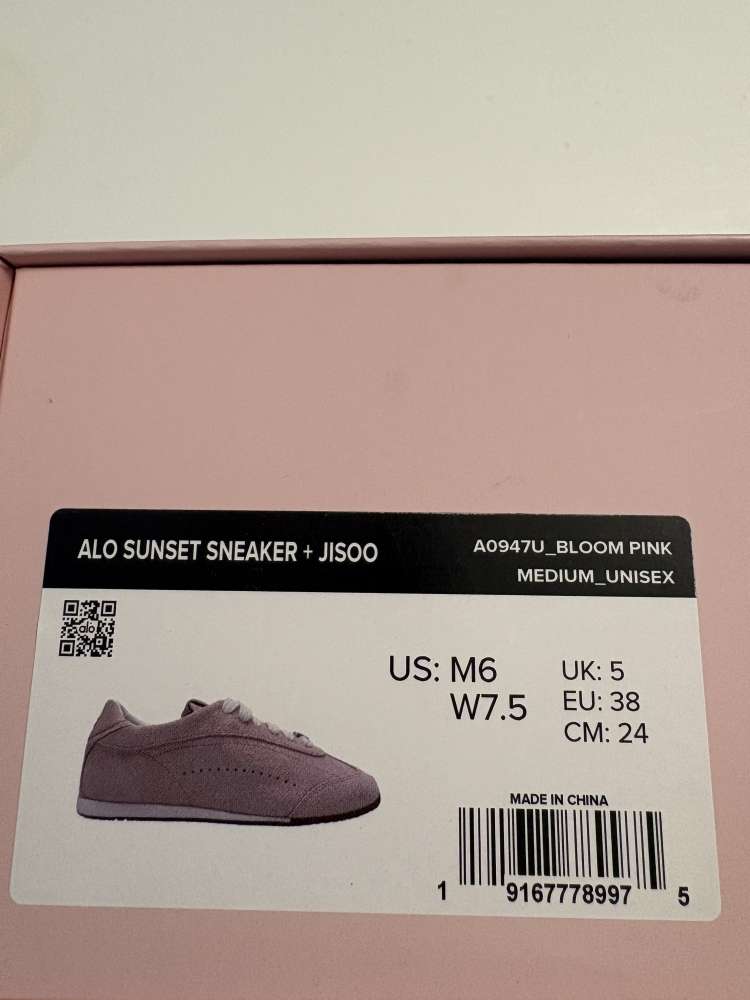 ALO SUNSET SNEAKER + JISOO
A0947U_BLOOM PINK
MEDIUM_UNISEX
alo
US: M6
W7.5
UK: 5
EU: 38
CM: 24
MADE IN CHINA
1 9167778997 5